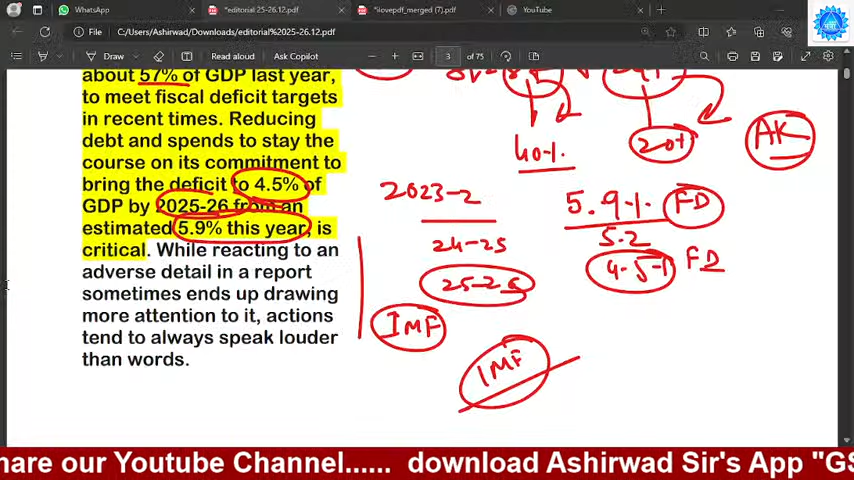 WhatsApp
*editorial 25-26.12.pdf
*ilovepdf_merged (7).pdf
YouTube
File
C:/Users/Ashirwad/Downloads/editorial%2025-26.12.pdf
Draw
Read aloud
Ask Copilot
3
of 75
about 57% of GDP last year,
to meet fiscal deficit targets
in recent times. Reducing
debt and spends to stay the
course on its commitment to
bring the deficit to 4.5% of
GDP by 2025-26 from an
estimated 5.9% this year, is
critical. While reacting to an
adverse detail in a report
sometimes ends up drawing
more attention to it, actions
tend to always speak louder
than words.
40%
20%
AK
2023-2
5.9% FD
24-25
5.2
25-26
4.5% FD
IMF
IMF
hare our Youtube Channel...... download Ashirwad Sir's App "GS